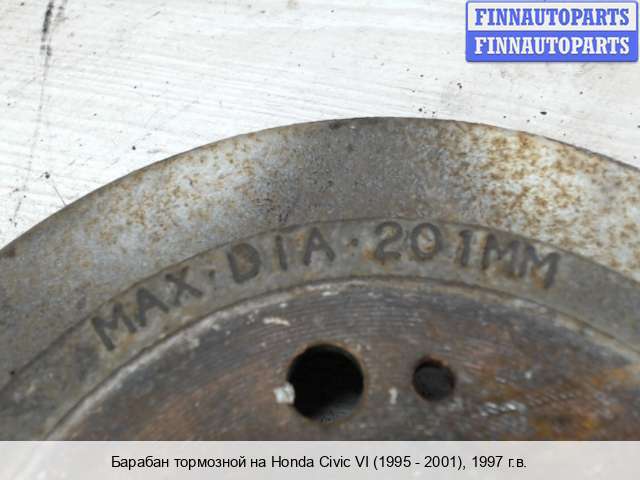 FINNAUTOPARTS
FINNAUTOPARTS
MAX·DIA·201MM
Барабан тормозной на Honda Civic VI (1995 - 2001), 1997 г.в.